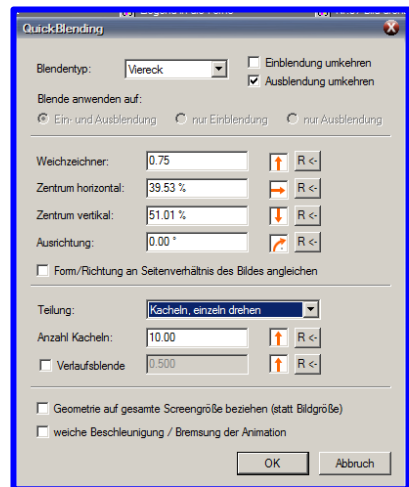 QuickBlending
Blendentyp: Viereck
Einblendung umkehren
Ausblendung umkehren
Blende anwenden auf:
Ein- und Ausblendung nur Einblendung nur Ausblendung
Weichzeichner: 0.75 R <-
Zentrum horizontal: 39.53 % R <-
Zentrum vertikal: 51.01 % R <-
Ausrichtung: 0.00 ° R <-
Form/Richtung an Seitenverhältnis des Bildes angleichen
Teilung: Kacheln, einzeln drehen
Anzahl Kacheln: 10.00 R <-
Verlaufsblende 0.500 R <-
Geometrie auf gesamte Screengröße beziehen (statt Bildgröße)
weiche Beschleunigung / Bremsung der Animation
OK Abbruch